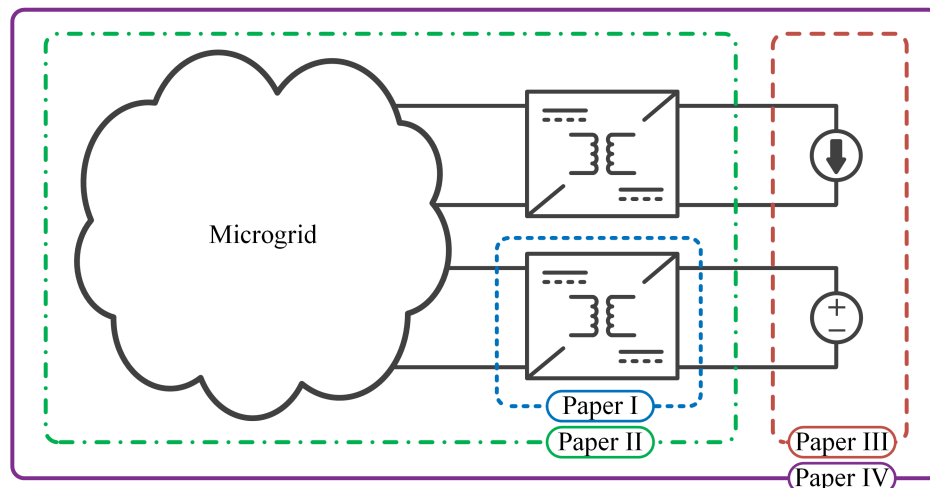 Microgrid
+
−
Paper I
Paper II
Paper III
Paper IV